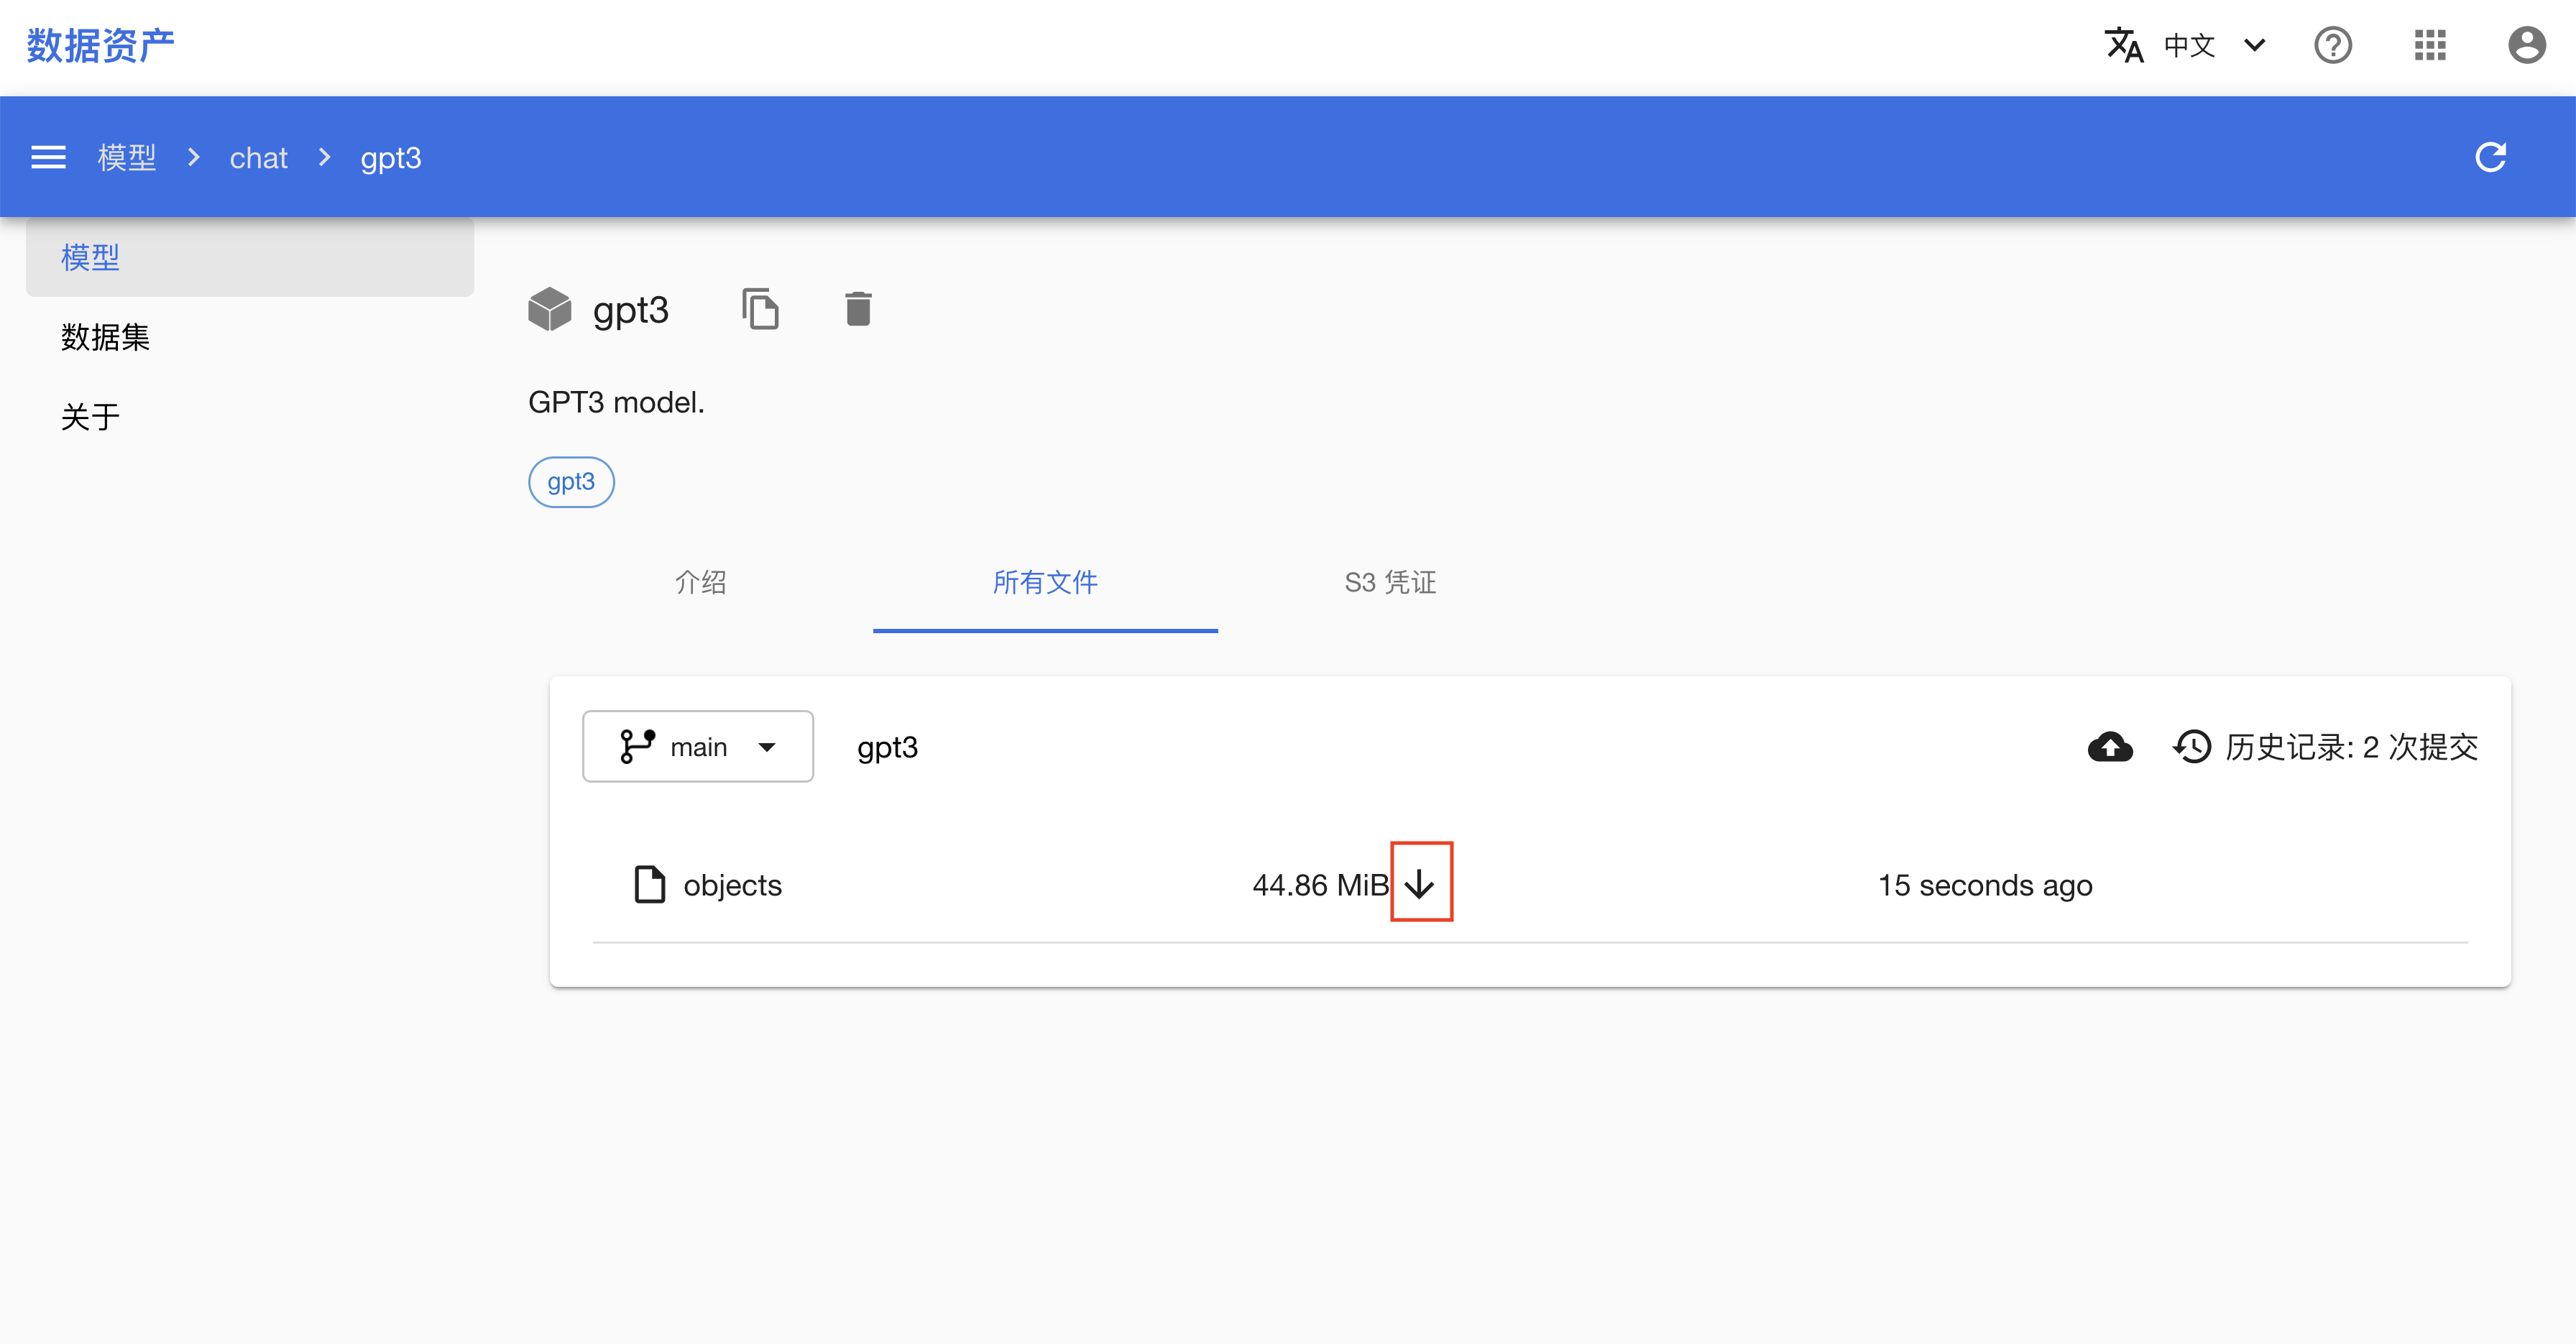 数据资产
中文
模型 chat gpt3
模型
数据集
关于
gpt3
GPT3 model.
gpt3
介绍 所有文件 S3 凭证
main gpt3 历史记录: 2 次提交
objects 44.86 MiB 15 seconds ago